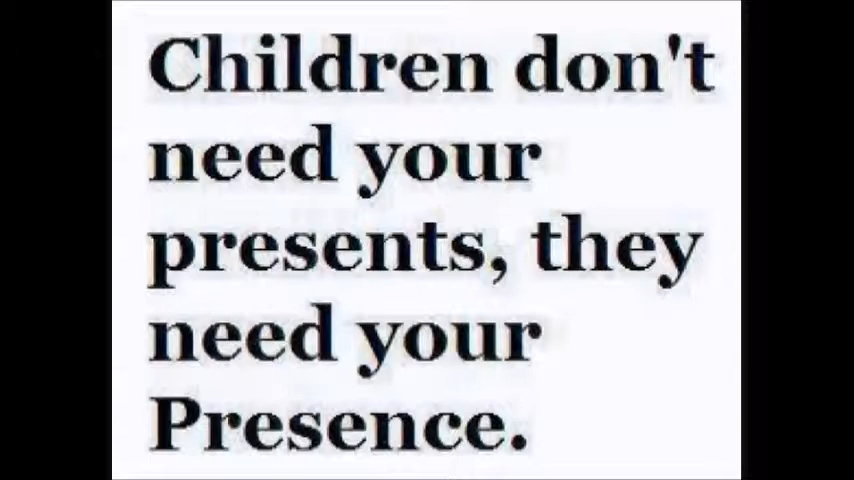 Children don't
need your
presents, they
need your
Presence.